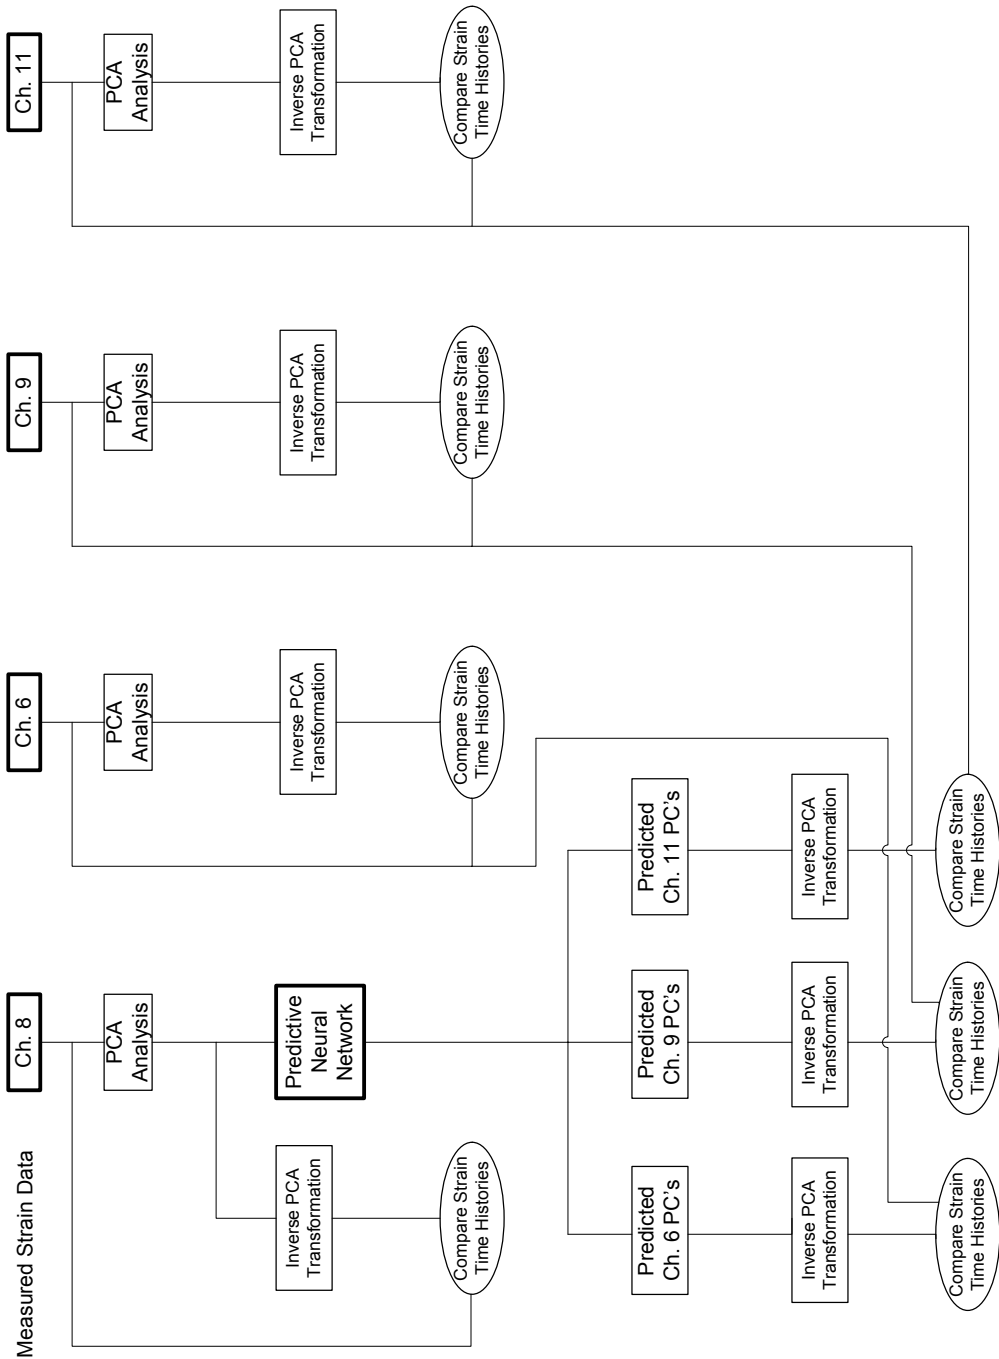 Measured Strain Data
Ch. 8
Ch. 6
Ch. 9
Ch. 11
PCA
Analysis
PCA
Analysis
PCA
Analysis
PCA
Analysis
Inverse PCA
Transformation
Predictive
Neural
Network
Inverse PCA
Transformation
Inverse PCA
Transformation
Inverse PCA
Transformation
Compare Strain
Time Histories
Compare Strain
Time Histories
Compare Strain
Time Histories
Compare Strain
Time Histories
Predicted
Ch. 6 PC's
Predicted
Ch. 9 PC's
Predicted
Ch. 11 PC's
Inverse PCA
Transformation
Inverse PCA
Transformation
Inverse PCA
Transformation
Compare Strain
Time Histories
Compare Strain
Time Histories
Compare Strain
Time Histories